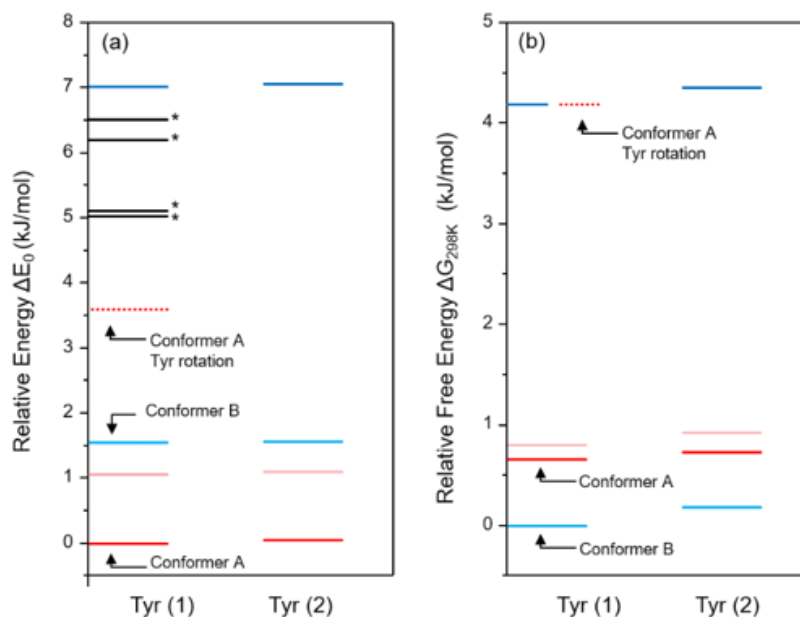 (a)
8
7
6
5
4
3
2
1
0
Relative Energy ΔE₀ (kJ/mol)
*
*
*
*
Conformer A
Tyr rotation
Conformer B
Conformer A
Tyr (1)
Tyr (2)
(b)
5
4
3
2
1
0
Relative Free Energy ΔG₂₉₈K (kJ/mol)
Conformer A
Tyr rotation
Conformer A
Conformer B
Tyr (1)
Tyr (2)